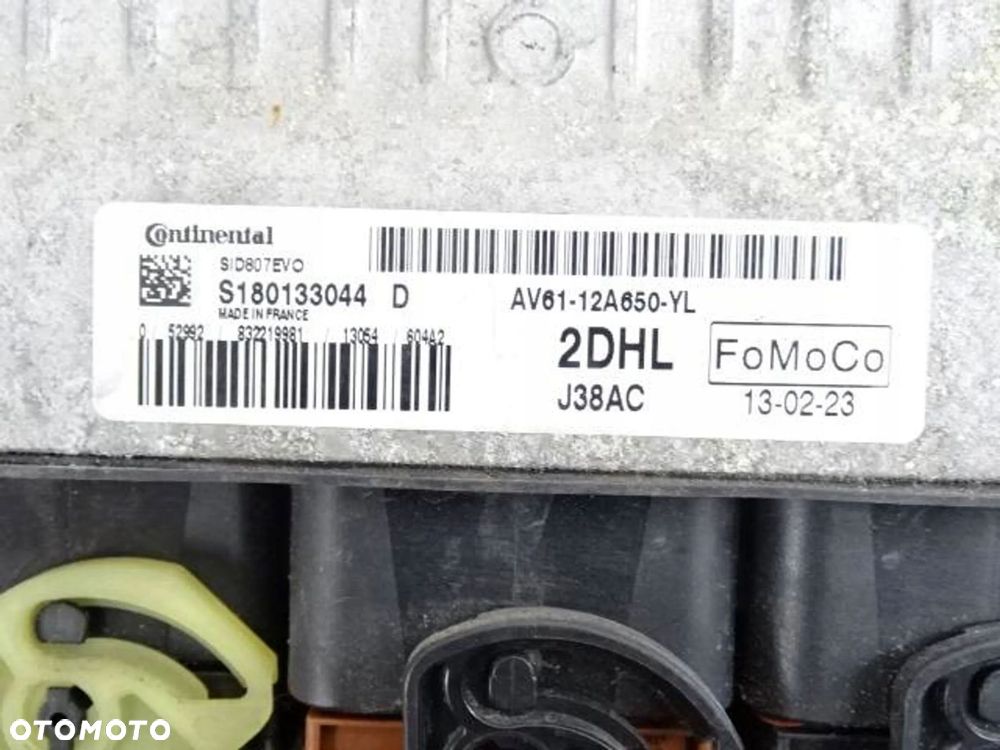 Continental
SID807EVO
S180133044 D
MADE IN FRANCE
0 / 52992 / 832219981 / 13054 / 604A2
AV61-12A650-YL
2DHL
FoMoCo
J38AC
13-02-23
OTOMOTO